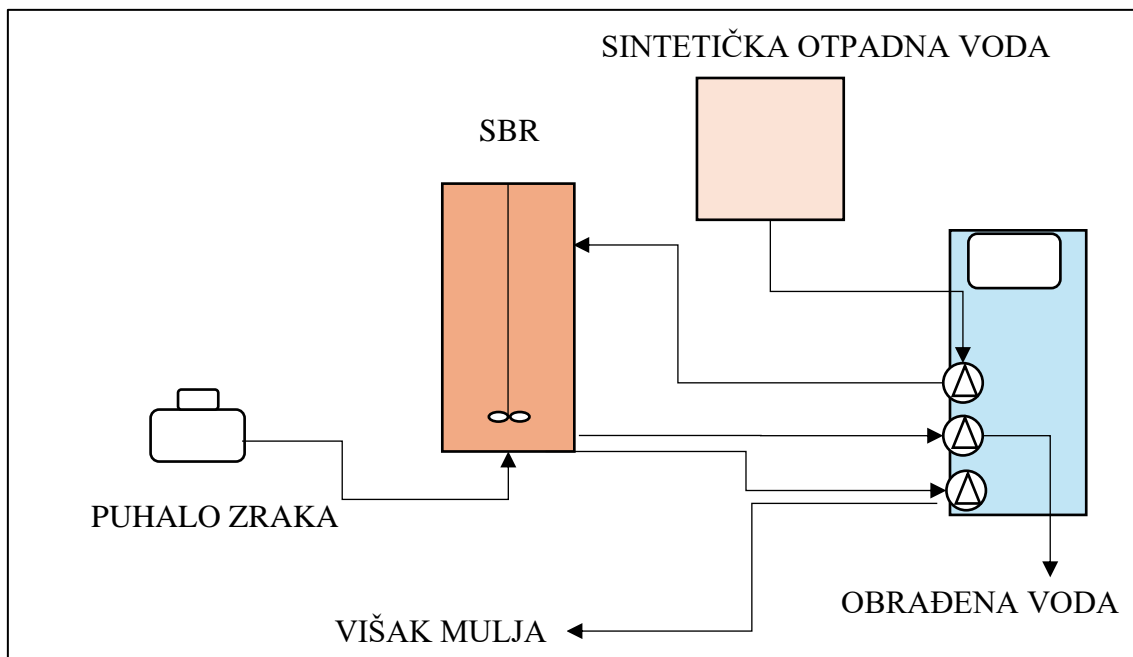 SINTETIČKA OTPADNA VODA
SBR
PUHALO ZRAKA
OBRAĐENA VODA
VIŠAK MULJA